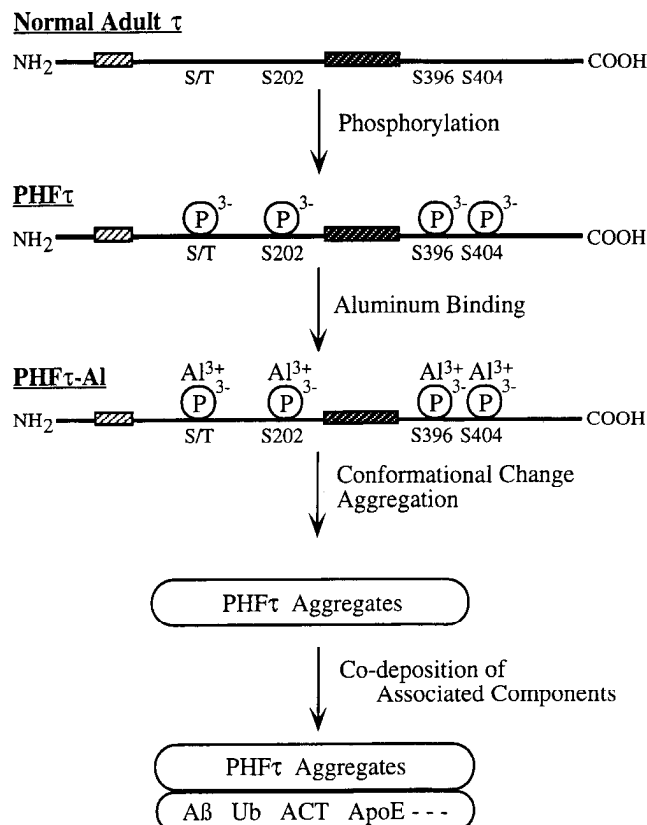 Normal Adult τ
NH2 COOH
S/T S202 S396 S404
Phosphorylation
PHFτ
P 3- P 3- P 3- P 3-
NH2 COOH
S/T S202 S396 S404
Aluminum Binding
PHFτ-Al
Al3+ Al3+ Al3+ Al3+
P 3- P 3- P 3- P 3-
NH2 COOH
S/T S202 S396 S404
Conformational Change
Aggregation
PHFτ Aggregates
Co-deposition of
Associated Components
PHFτ Aggregates
Aß Ub ACT ApoE - - -